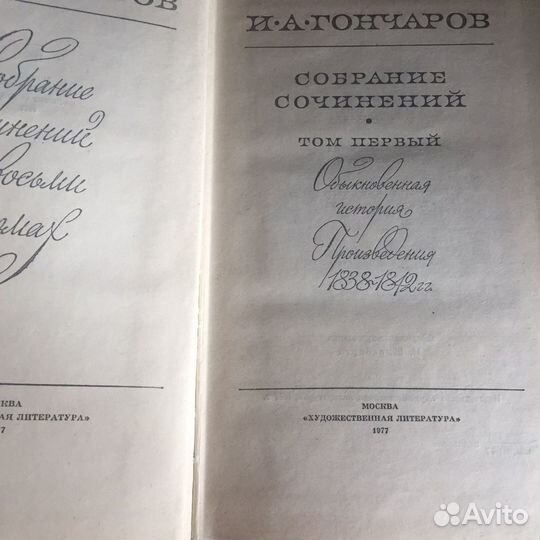 ОВ
обрание
инений
восьми
омах
КВА
АЯ ЛИТЕРАТУРА»
7
И·А·ГОНЧАРОВ
СОБРАНИЕ
СОЧИНЕНИЙ
ТОМ ПЕРВЫЙ
Обыкновенная
история
Произведения
1838-1842 гг.
МОСКВА
«ХУДОЖЕСТВЕННАЯ ЛИТЕРАТУРА»
1977
Avito